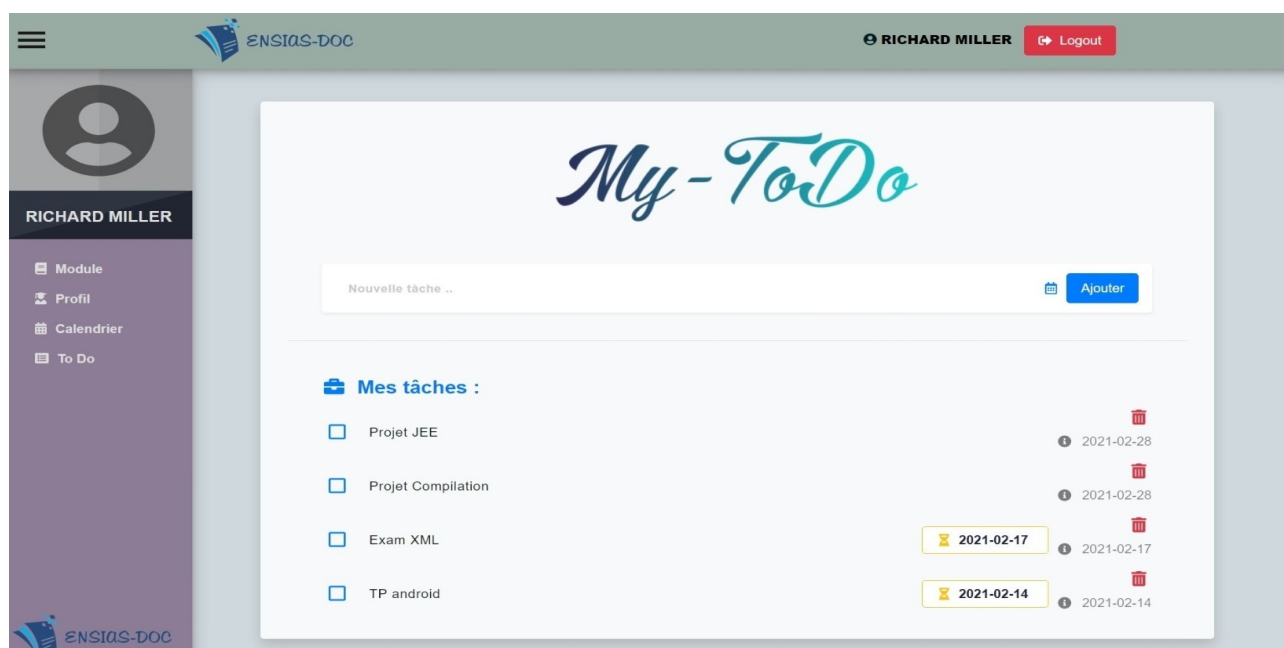 ENSIAS-DOC
RICHARD MILLER
Logout
RICHARD MILLER
Module
Profil
Calendrier
To Do
ENSIAS-DOC
My-ToDo
Nouvelle tâche ..
Ajouter
Mes tâches :
Projet JEE
2021-02-28
Projet Compilation
2021-02-28
Exam XML
2021-02-17
2021-02-17
TP android
2021-02-14
2021-02-14